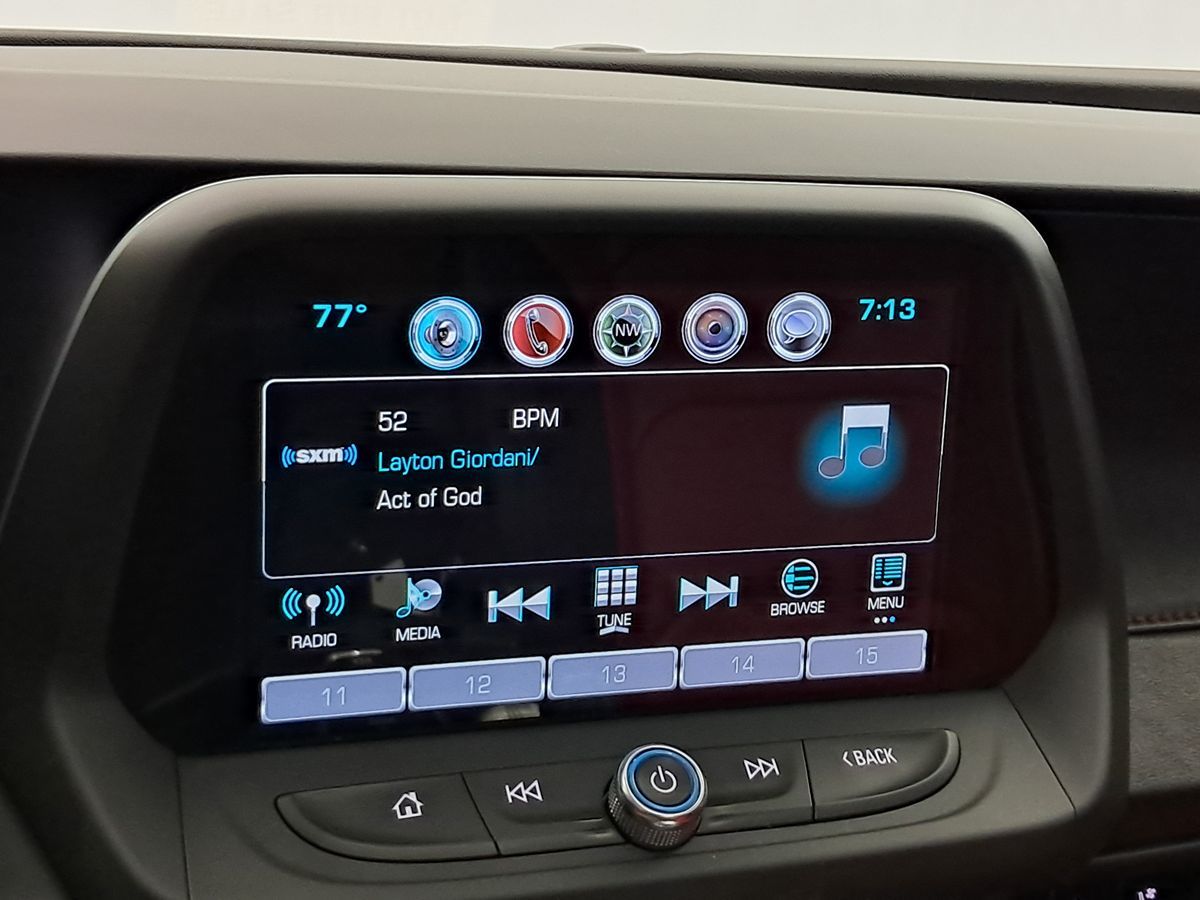 77°
NW
7:13
52 BPM
((sxm))
Layton Giordani/
Act of God
RADIO
MEDIA
TUNE
BROWSE
MENU
11 12 13 14 15
<BACK